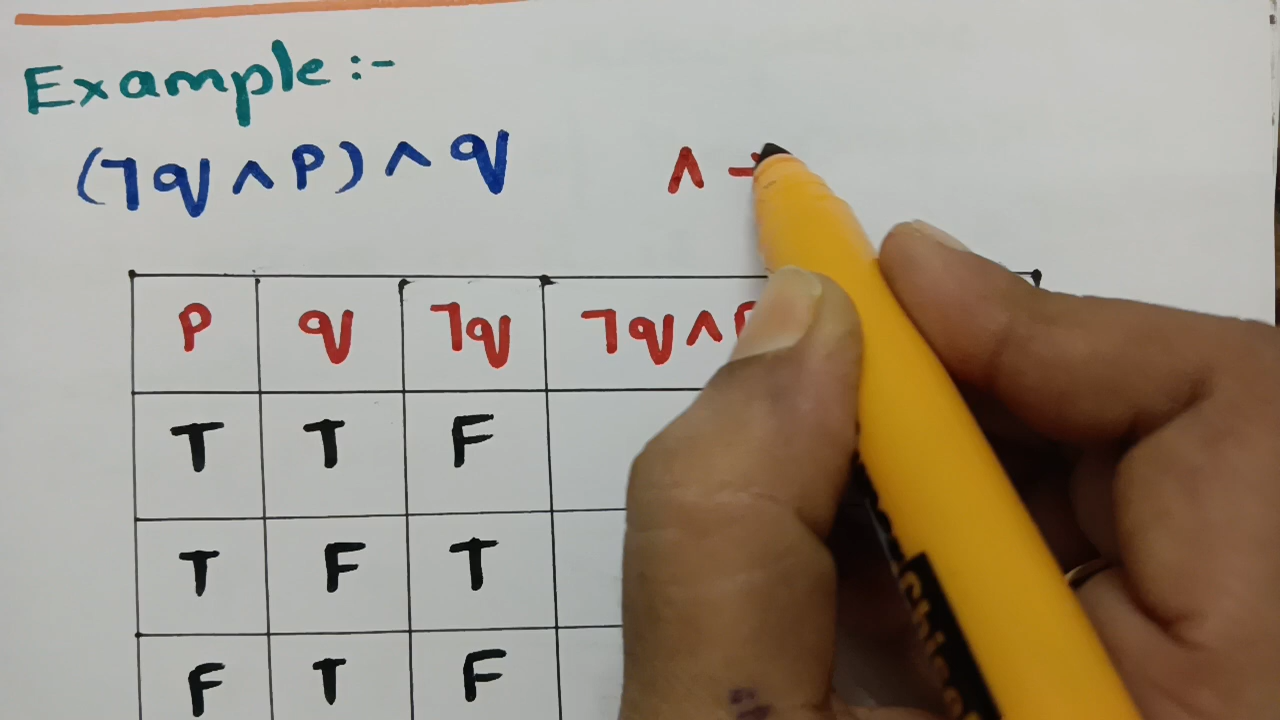 Example :-
(¬q ∧ P) ∧ q ∧ →
P q ¬q ¬q ∧ P
T T F
T F T
F T F